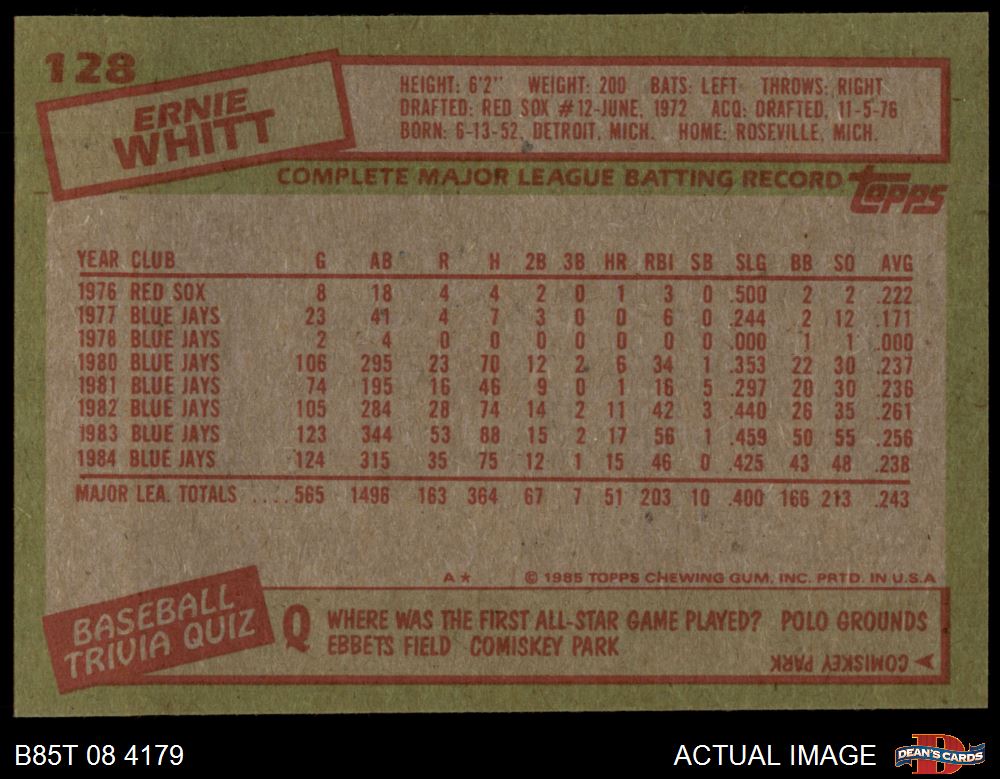 128
ERNIE
WHITT
HEIGHT: 6'2" WEIGHT: 200 BATS: LEFT THROWS: RIGHT
DRAFTED: RED SOX #12-JUNE, 1972 ACQ: DRAFTED, 11-5-76
BORN: 6-13-52, DETROIT, MICH. HOME: ROSEVILLE, MICH.
COMPLETE MAJOR LEAGUE BATTING RECORD topps
YEAR CLUB G AB R H 2B 3B HR RBI SB SLG BB SO AVG
1976 RED SOX 8 18 4 4 2 0 1 3 0 .500 2 2 .222
1977 BLUE JAYS 23 41 4 7 3 0 0 6 0 .244 2 12 .171
1978 BLUE JAYS 2 4 0 0 0 0 0 0 0 .000 1 1 .000
1980 BLUE JAYS 106 295 23 70 12 2 6 34 1 .353 22 30 .237
1981 BLUE JAYS 74 195 16 46 9 0 1 16 5 .297 20 30 .236
1982 BLUE JAYS 105 284 28 74 14 2 11 42 3 .440 26 35 .261
1983 BLUE JAYS 123 344 53 88 15 2 17 56 1 .459 50 55 .256
1984 BLUE JAYS 124 315 35 75 12 1 15 46 0 .425 43 48 .238
MAJOR LEA. TOTALS .... 565 1496 163 364 67 7 51 203 10 .400 166 213 .243
A★ © 1985 TOPPS CHEWING GUM, INC. PRTD. IN U.S.A
BASEBALL
TRIVIA QUIZ
Q WHERE WAS THE FIRST ALL-STAR GAME PLAYED? POLO GROUNDS
EBBETS FIELD COMISKEY PARK
COMISKEY PARK
B85T 08 4179
ACTUAL IMAGE
DEAN'S CARDS